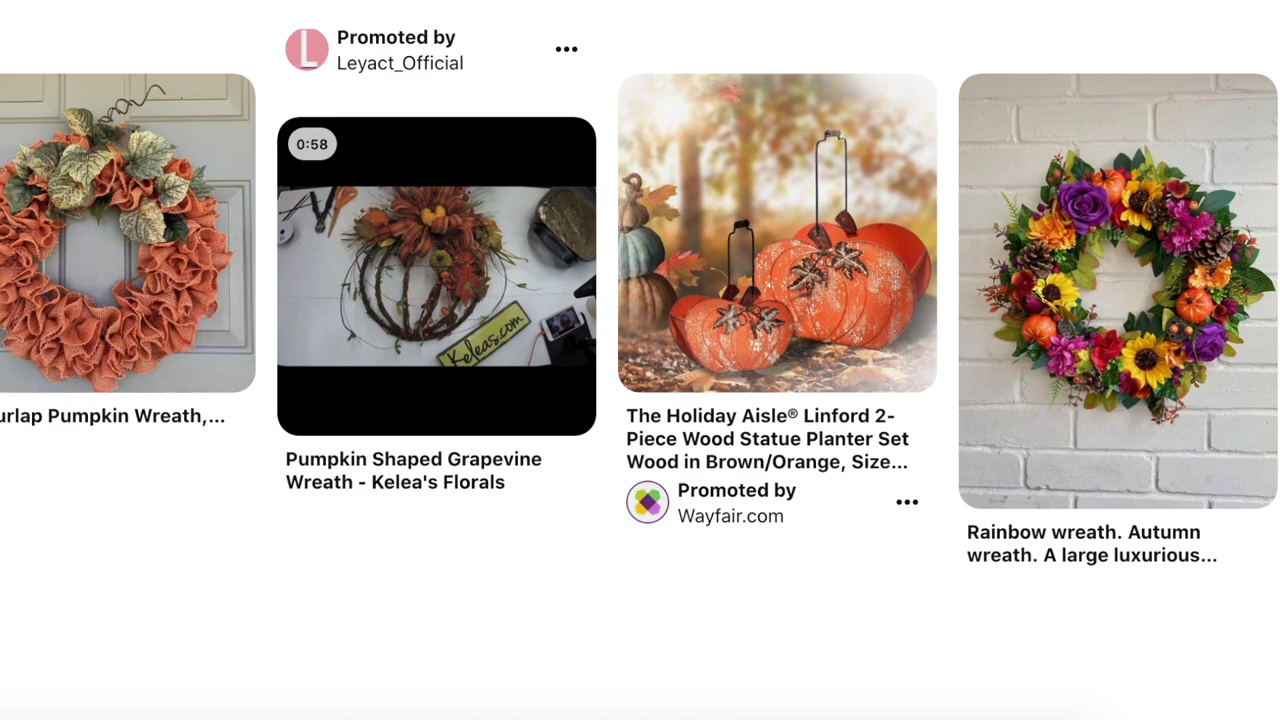 Promoted by
Leyact_Official
0:58
Keleas.com
urlap Pumpkin Wreath,...
Pumpkin Shaped Grapevine
Wreath - Kelea's Florals
The Holiday Aisle® Linford 2-
Piece Wood Statue Planter Set
Wood in Brown/Orange, Size...
Promoted by
Wayfair.com
Rainbow wreath. Autumn
wreath. A large luxurious...